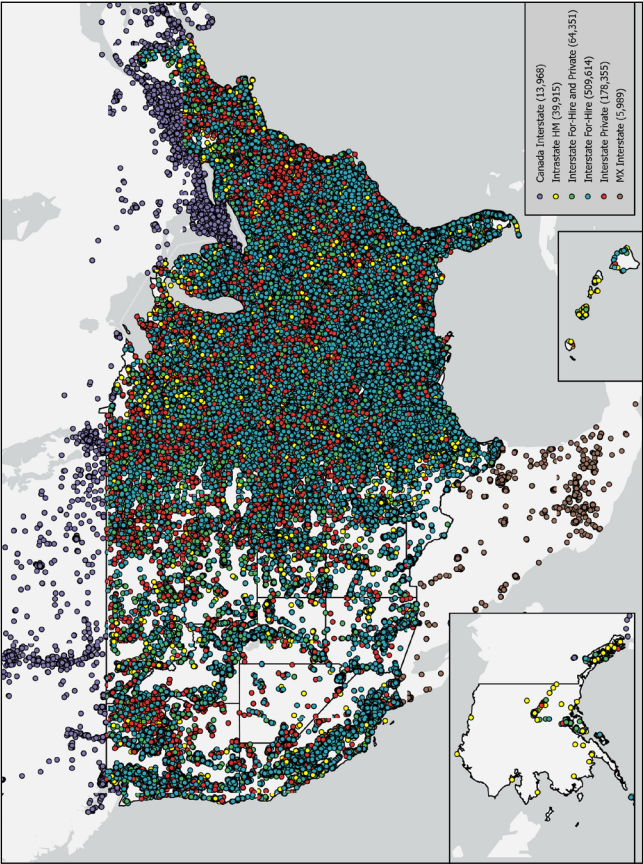 Canada Interstate (13,968)
Intrastate HM (39,915)
Interstate For-Hire and Private (64,351)
Interstate For-Hire (509,614)
Interstate Private (178,355)
MX Interstate (5,989)